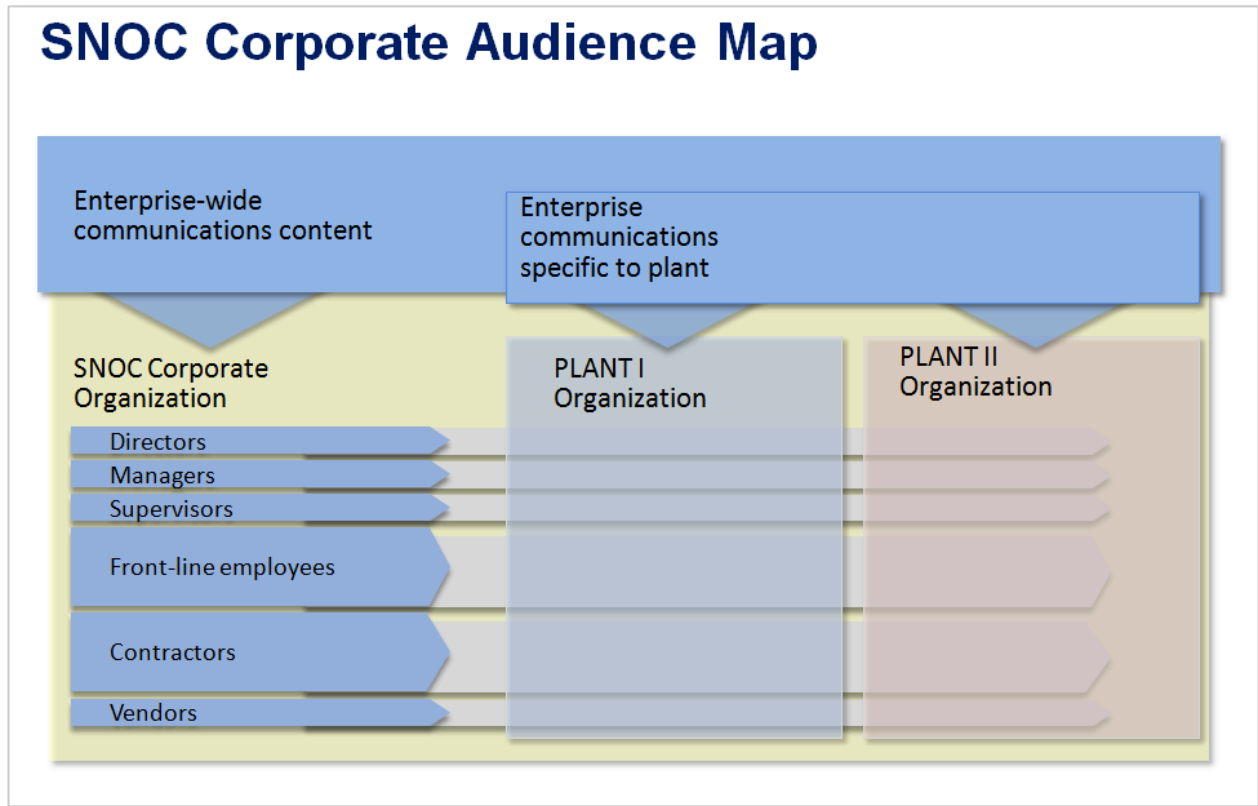 SNOC Corporate Audience Map
Enterprise-wide
communications content
Enterprise
communications
specific to plant
SNOC Corporate
Organization
PLANT I
Organization
PLANT II
Organization
Directors
Managers
Supervisors
Front-line employees
Contractors
Vendors